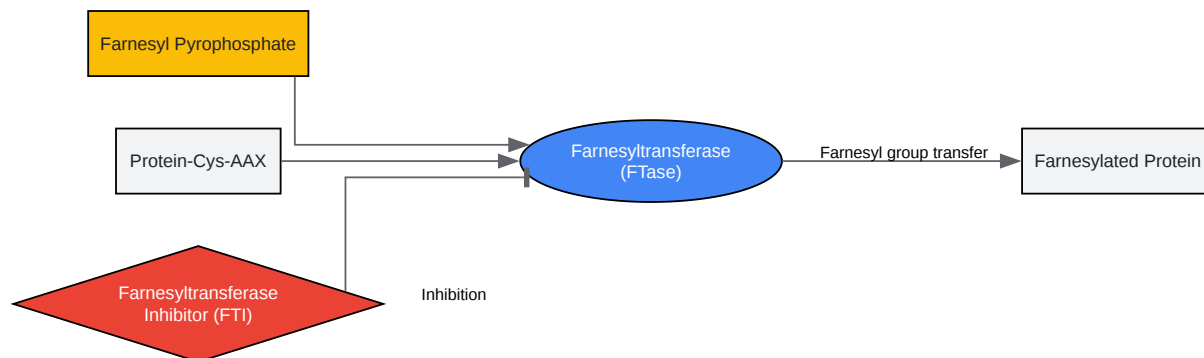 Farnesyl Pyrophosphate
Protein-Cys-AAX
Farnesyltransferase
(FTase)
Farnesyl group transfer
Farnesylated Protein
Farnesyltransferase
Inhibitor (FTI)
Inhibition